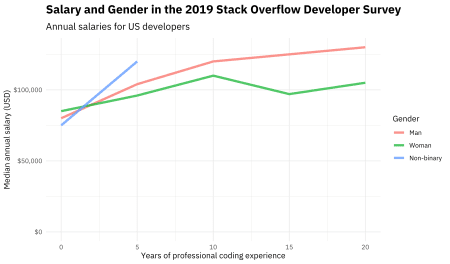 Salary and Gender in the 2019 Stack Overflow Developer Survey
Annual salaries for US developers
Median annual salary (USD)
$100,000
$50,000
$0
0 5 10 15 20
Years of professional coding experience
Gender
Man
Woman
Non-binary